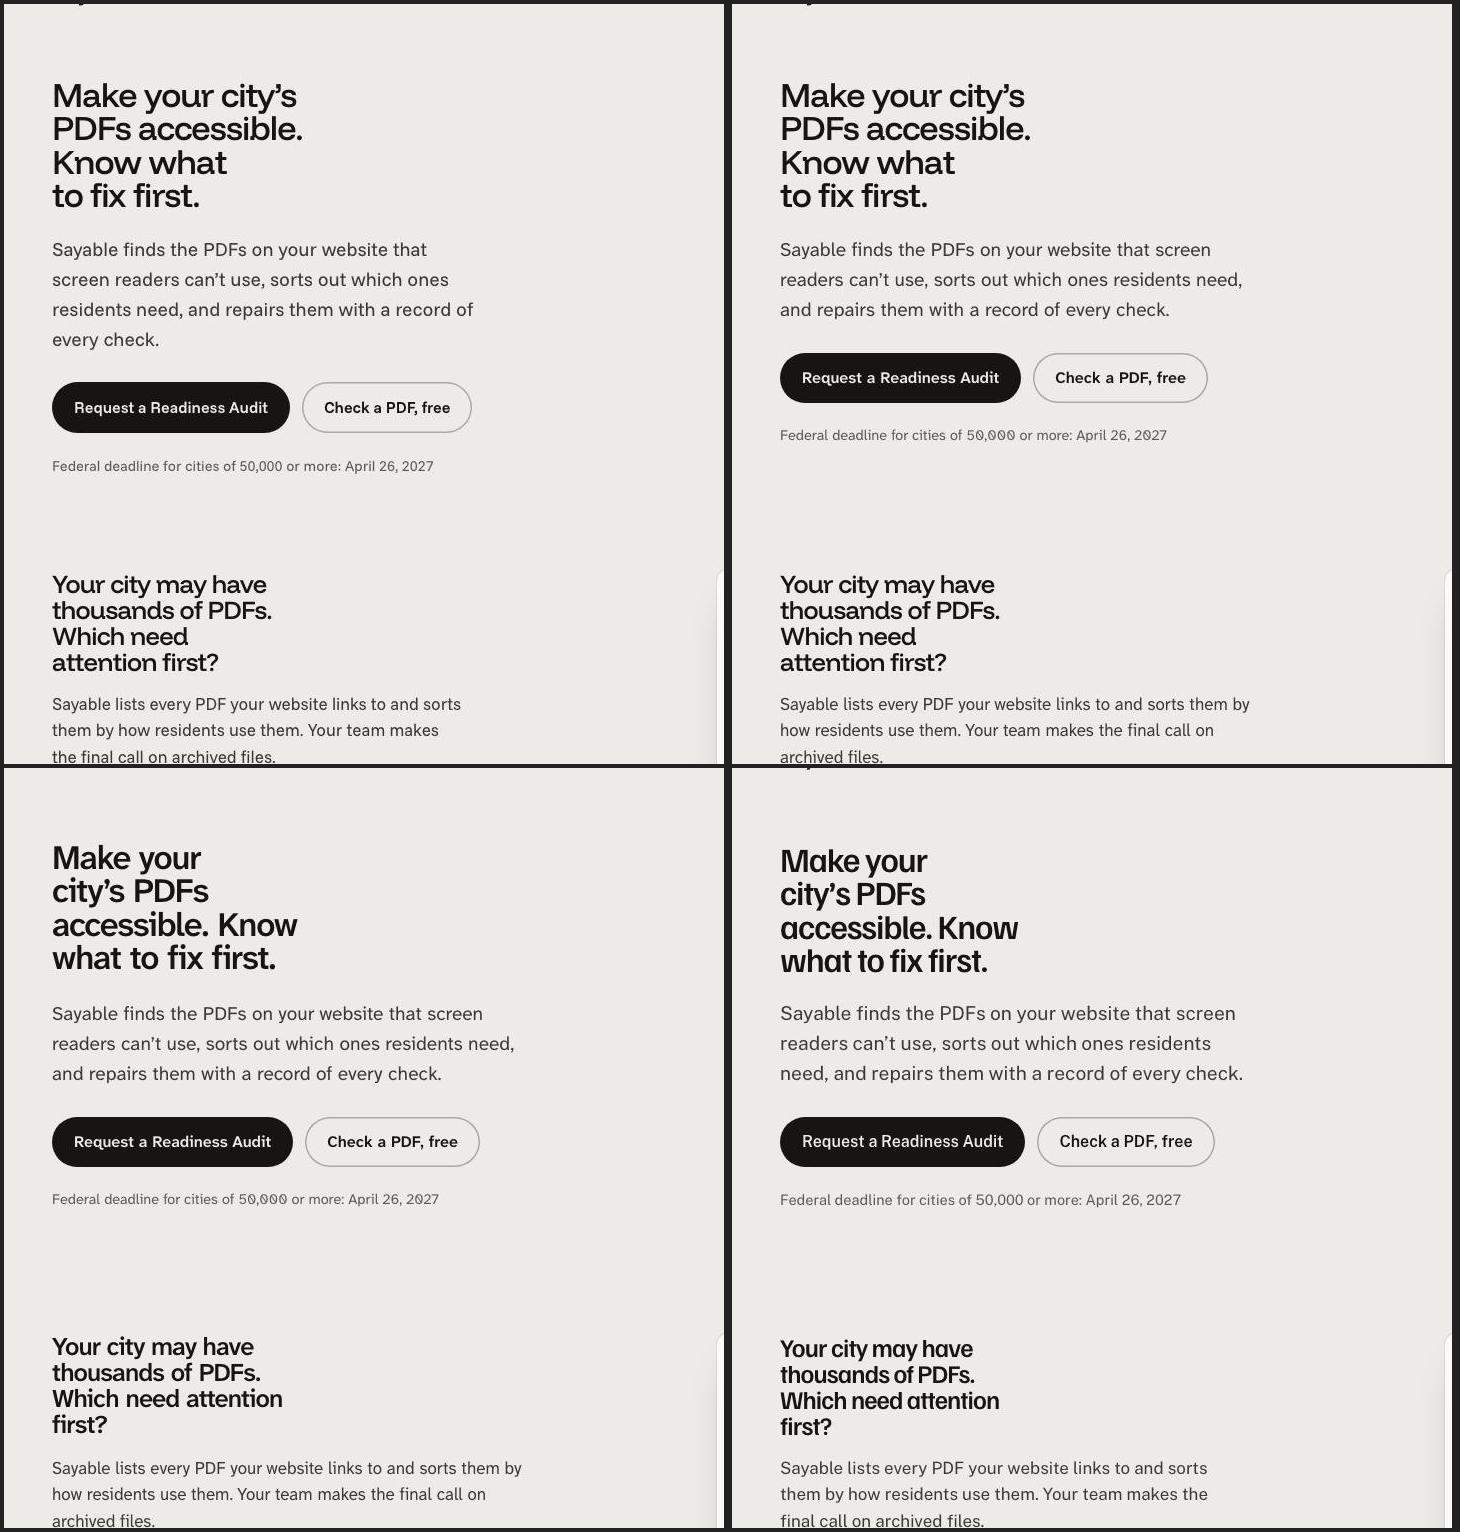 Make your city’s
PDFs accessible.
Know what
to fix first.
Sayable finds the PDFs on your website that
screen readers can’t use, sorts out which ones
residents need, and repairs them with a record of
every check.
Request a Readiness Audit
Check a PDF, free
Federal deadline for cities of 50,000 or more: April 26, 2027
Your city may have
thousands of PDFs.
Which need
attention first?
Sayable lists every PDF your website links to and sorts
them by how residents use them. Your team makes
the final call on archived files.
Make your city’s
PDFs accessible.
Know what
to fix first.
Sayable finds the PDFs on your website that screen
readers can’t use, sorts out which ones residents need,
and repairs them with a record of every check.
Request a Readiness Audit
Check a PDF, free
Federal deadline for cities of 50,000 or more: April 26, 2027
Your city may have
thousands of PDFs.
Which need
attention first?
Sayable lists every PDF your website links to and sorts them by
how residents use them. Your team makes the final call on
archived files.
Make your
city’s PDFs
accessible. Know
what to fix first.
Sayable finds the PDFs on your website that screen
readers can’t use, sorts out which ones residents need,
and repairs them with a record of every check.
Request a Readiness Audit
Check a PDF, free
Federal deadline for cities of 50,000 or more: April 26, 2027
Your city may have
thousands of PDFs.
Which need attention
first?
Sayable lists every PDF your website links to and sorts them by
how residents use them. Your team makes the final call on
archived files.
Make your
city’s PDFs
accessible. Know
what to fix first.
Sayable finds the PDFs on your website that screen
readers can’t use, sorts out which ones residents
need, and repairs them with a record of every check.
Request a Readiness Audit
Check a PDF, free
Federal deadline for cities of 50,000 or more: April 26, 2027
Your city may have
thousands of PDFs.
Which need attention
first?
Sayable lists every PDF your website links to and sorts
them by how residents use them. Your team makes the
final call on archived files.